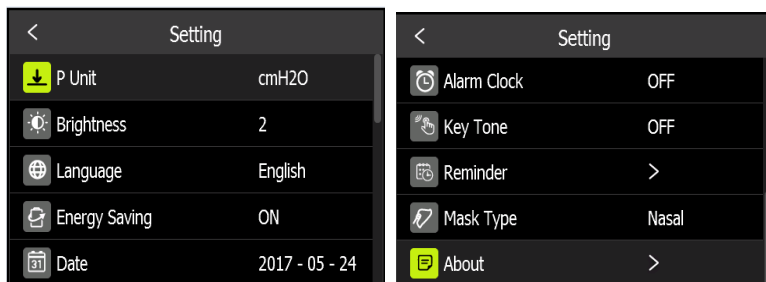 Setting
P Unit cmH2O
Brightness 2
Language English
Energy Saving ON
31 Date 2017 - 05 - 24
Setting
Alarm Clock OFF
Key Tone OFF
Reminder >
Mask Type Nasal
About >